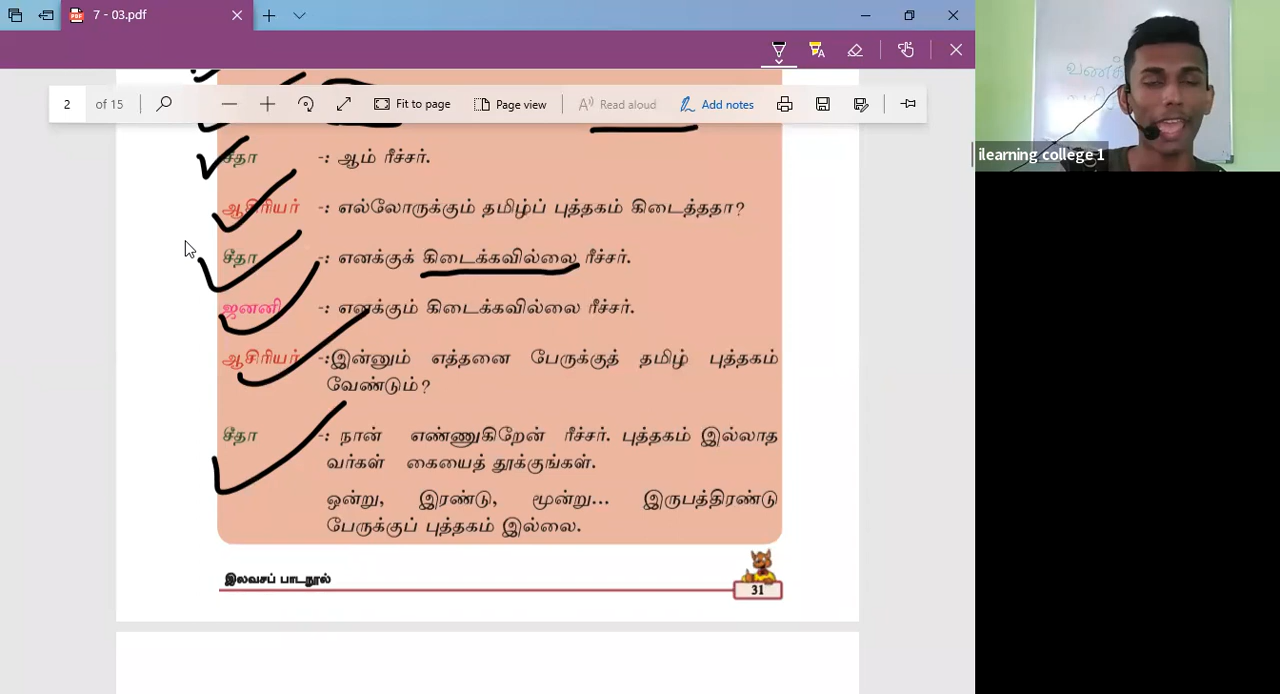 7 - 03.pdf
2 of 15
Fit to page
Page view
Read aloud
Add notes
வணக்
ilearning college 1
சீதா -: ஆம் ரீச்சர்.
ஆசிரியர் -: எல்லோருக்கும் தமிழ்ப் புத்தகம் கிடைத்ததா?
சீதா -: எனக்குக் கிடைக்கவில்லை ரீச்சர்.
ஜனனி -: எனக்கும் கிடைக்கவில்லை ரீச்சர்.
ஆசிரியர் -:இன்னும் எத்தனை பேருக்குத் தமிழ் புத்தகம்
வேண்டும்?
சீதா -: நான் எண்ணுகிறேன் ரீச்சர். புத்தகம் இல்லாத
வர்கள் கையைத் தூக்குங்கள்.
ஒன்று, இரண்டு, மூன்று... இருபத்திரண்டு
பேருக்குப் புத்தகம் இல்லை.
இலவசப் பாடநூல்
31